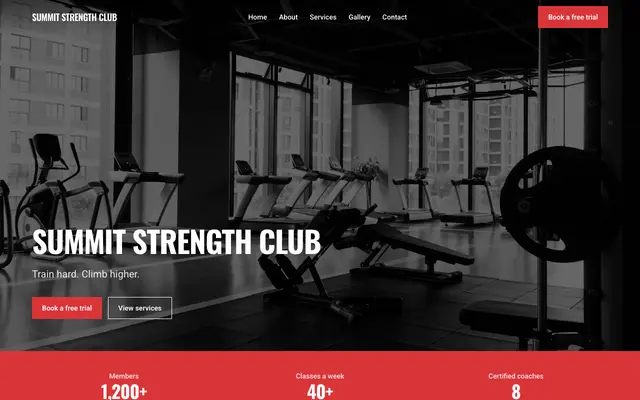 SUMMIT STRENGTH CLUB
Home About Services Gallery Contact
Book a free trial
SUMMIT STRENGTH CLUB
Train hard. Climb higher.
Book a free trial
View services
Members
1,200+
Classes a week
40+
Certified coaches
8